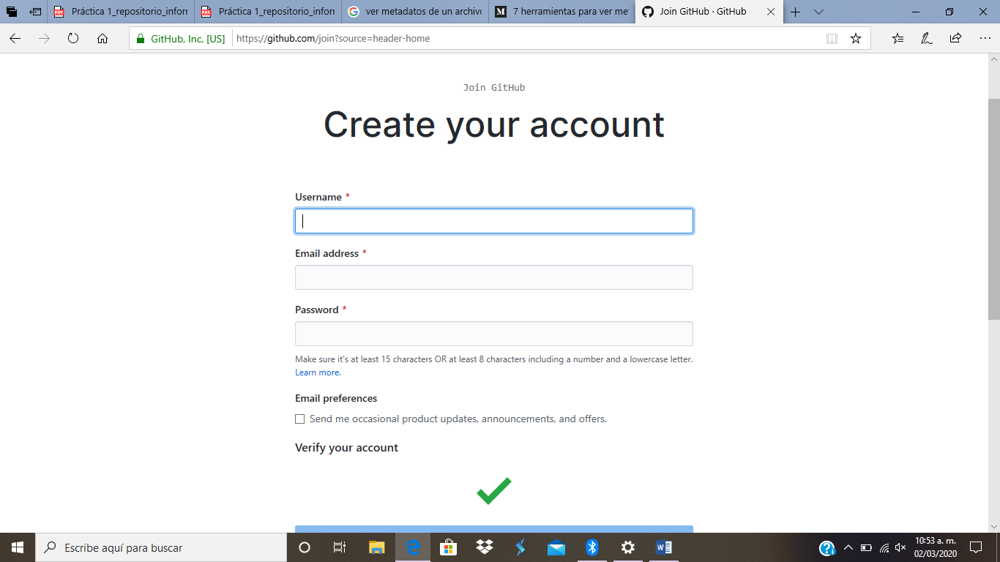 Práctica 1_repositorio_inforr
Práctica 1_repositorio_inforr
ver metadatos de un archivo
7 herramientas para ver me
Join GitHub · GitHub
GitHub, Inc. [US]
https://github.com/join?source=header-home
Join GitHub
Create your account
Username *
Email address *
Password *
Make sure it's at least 15 characters OR at least 8 characters including a number and a lowercase letter.
Learn more.
Email preferences
Send me occasional product updates, announcements, and offers.
Verify your account
Escribe aquí para buscar
10:53 a. m.
02/03/2020